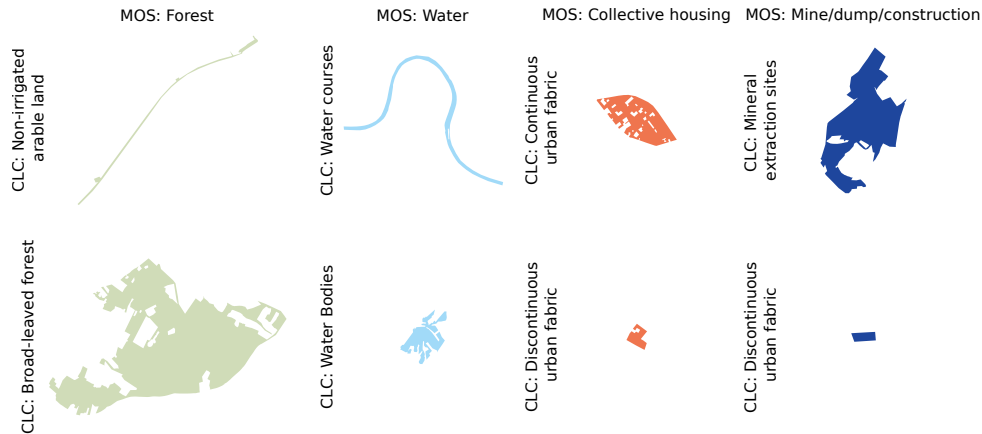 MOS: Forest
MOS: Water
MOS: Collective housing
MOS: Mine/dump/construction
CLC: Non-irrigated
arable land
CLC: Water courses
CLC: Continuous
urban fabric
CLC: Mineral
extraction sites
CLC: Broad-leaved forest
CLC: Water Bodies
CLC: Discontinuous
urban fabric
CLC: Discontinuous
urban fabric